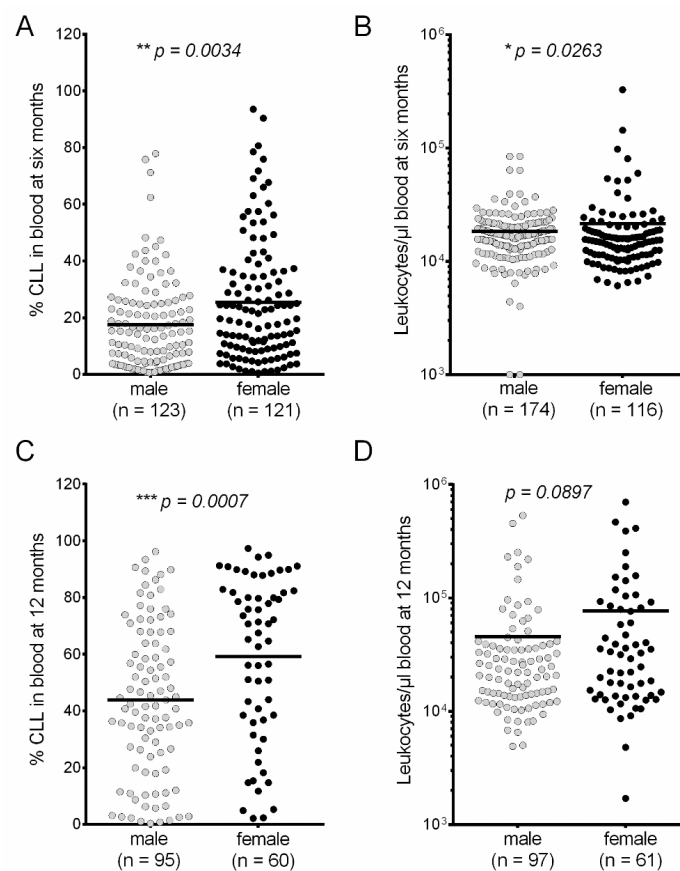 A
** p = 0.0034
% CLL in blood at six months
120
100
80
60
40
20
0
male
(n = 123)
female
(n = 121)
B
* p = 0.0263
Leukocytes/µl blood at six months
10^6
10^5
10^4
10^3
male
(n = 174)
female
(n = 116)
C
*** p = 0.0007
% CLL in blood at 12 months
120
100
80
60
40
20
0
male
(n = 95)
female
(n = 60)
D
p = 0.0897
Leukocytes/µl blood at 12 months
10^6
10^5
10^4
10^3
male
(n = 97)
female
(n = 61)